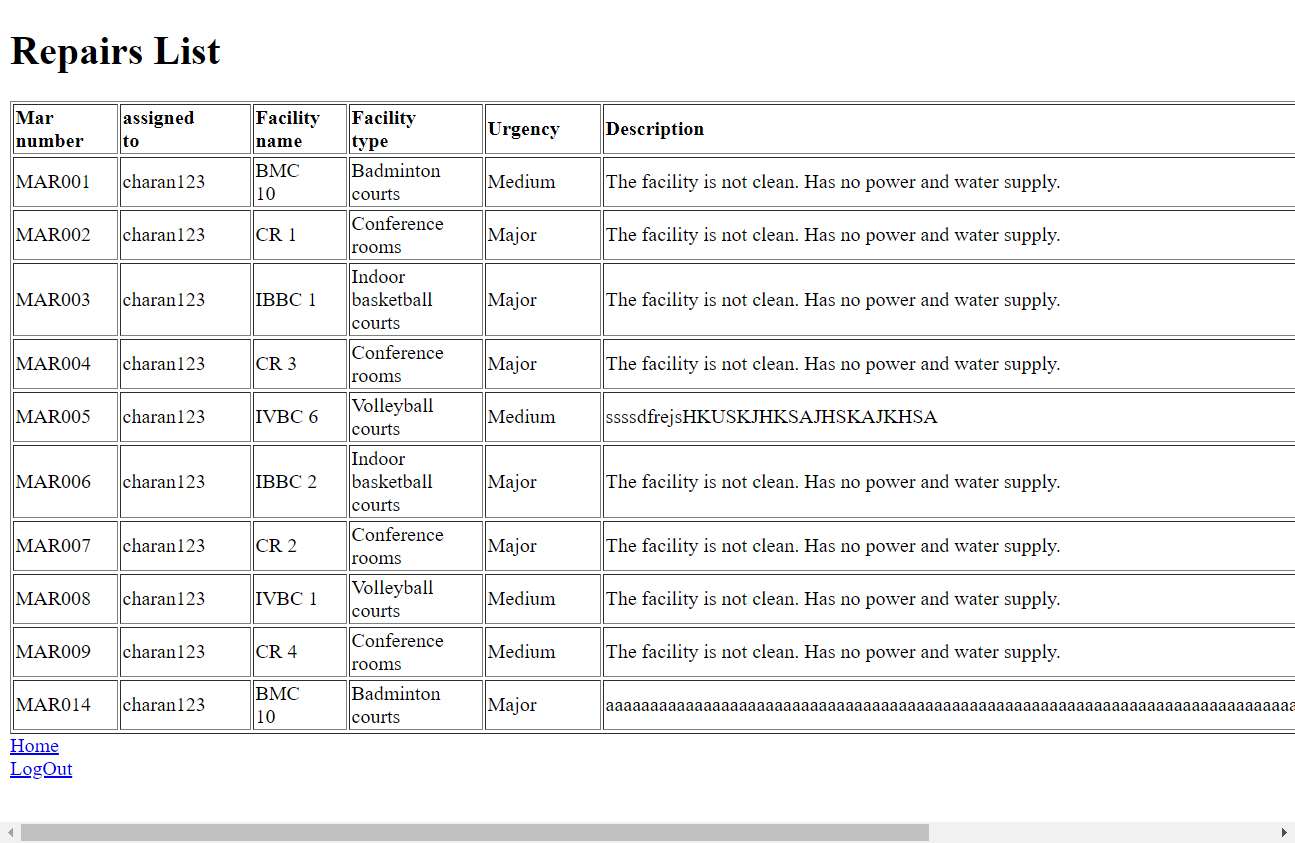 Repairs List
Mar number assigned to Facility name Facility type Urgency Description
MAR001 charan123 BMC 10 Badminton courts Medium The facility is not clean. Has no power and water supply.
MAR002 charan123 CR 1 Conference rooms Major The facility is not clean. Has no power and water supply.
MAR003 charan123 IBBC 1 Indoor basketball courts Major The facility is not clean. Has no power and water supply.
MAR004 charan123 CR 3 Conference rooms Major The facility is not clean. Has no power and water supply.
MAR005 charan123 IVBC 6 Volleyball courts Medium ssssdfrejsHKUSKJHKSAJHSKAJKHSA
MAR006 charan123 IBBC 2 Indoor basketball courts Major The facility is not clean. Has no power and water supply.
MAR007 charan123 CR 2 Conference rooms Major The facility is not clean. Has no power and water supply.
MAR008 charan123 IVBC 1 Volleyball courts Medium The facility is not clean. Has no power and water supply.
MAR009 charan123 CR 4 Conference rooms Medium The facility is not clean. Has no power and water supply.
MAR014 charan123 BMC 10 Badminton courts Major
Home
LogOut